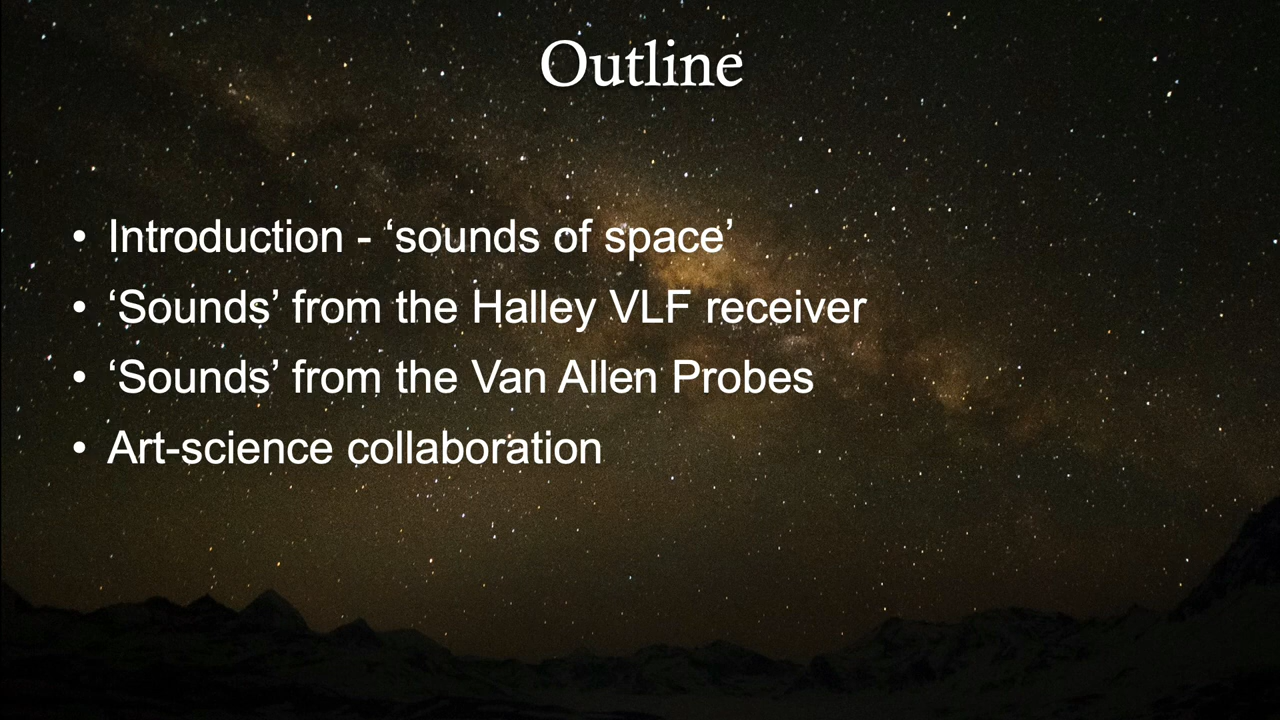 Outline
• Introduction - ‘sounds of space’
• ‘Sounds’ from the Halley VLF receiver
• ‘Sounds’ from the Van Allen Probes
• Art-science collaboration